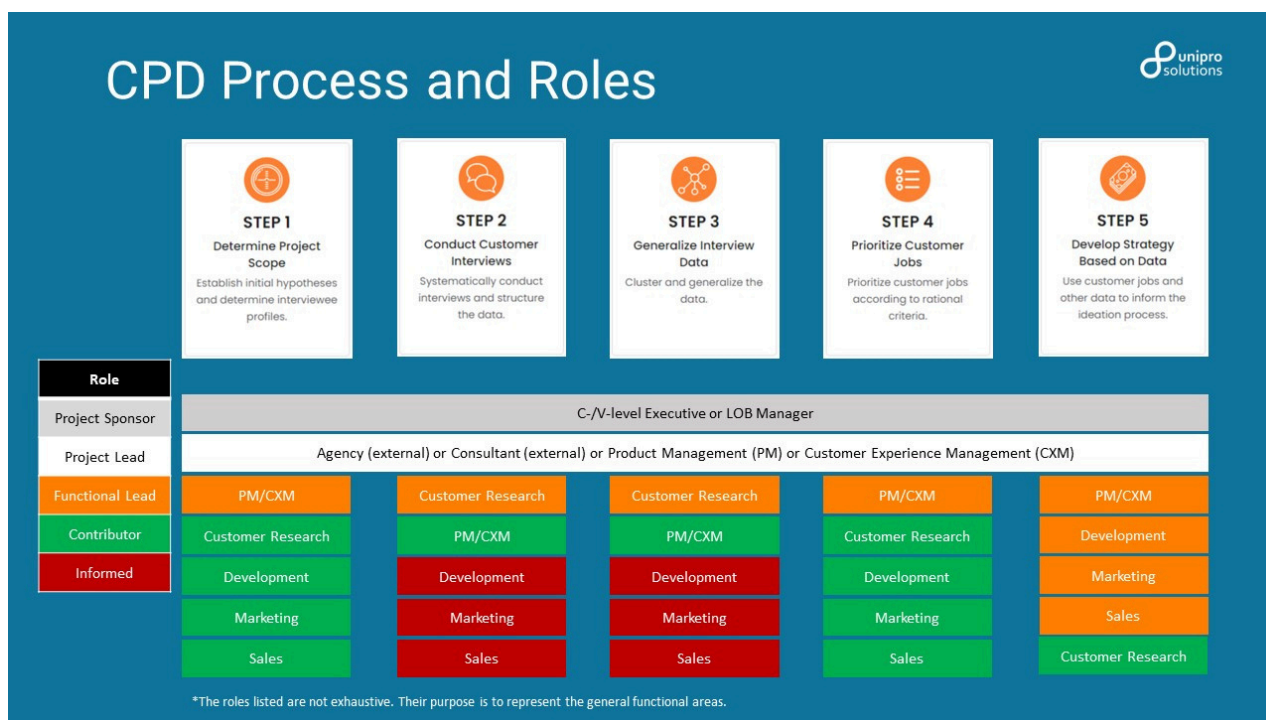 CPD Process and Roles
unipro
solutions
STEP 1
Determine Project
Scope
Establish initial hypotheses
and determine interviewee
profiles.
STEP 2
Conduct Customer
Interviews
Systematically conduct
interviews and structure
the data.
STEP 3
Generalize Interview
Data
Cluster and generalize the
data.
STEP 4
Prioritize Customer
Jobs
Prioritize customer jobs
according to rational
criteria.
STEP 5
Develop Strategy
Based on Data
Use customer jobs and
other data to inform the
ideation process.
Role
Project Sponsor
C-/V-level Executive or LOB Manager
Project Lead
Agency (external) or Consultant (external) or Product Management (PM) or Customer Experience Management (CXM)
Functional Lead
PM/CXM
Customer Research
Customer Research
PM/CXM
PM/CXM
Contributor
Customer Research
PM/CXM
PM/CXM
Customer Research
Development
Informed
Development
Development
Development
Development
Marketing
Marketing
Marketing
Marketing
Marketing
Sales
Sales
Sales
Sales
Sales
Customer Research
*The roles listed are not exhaustive. Their purpose is to represent the general functional areas.